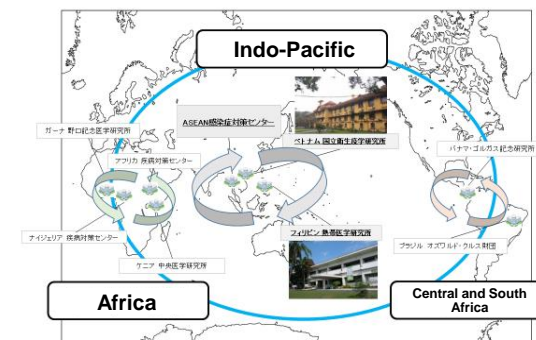 Indo-Pacific
ASEAN感染症対策センター
ベトナム 国立衛生疫学研究所
ガーナ 野口記念医学研究所
アフリカ 疾病対策センター
パナマ・ゴルガス記念研究所
ナイジェリア 疾病対策センター
フィリピン 熱帯医学研究所
ブラジル オズワルド・クルス財団
ケニア 中央医学研究所
Africa
Central and South
Africa